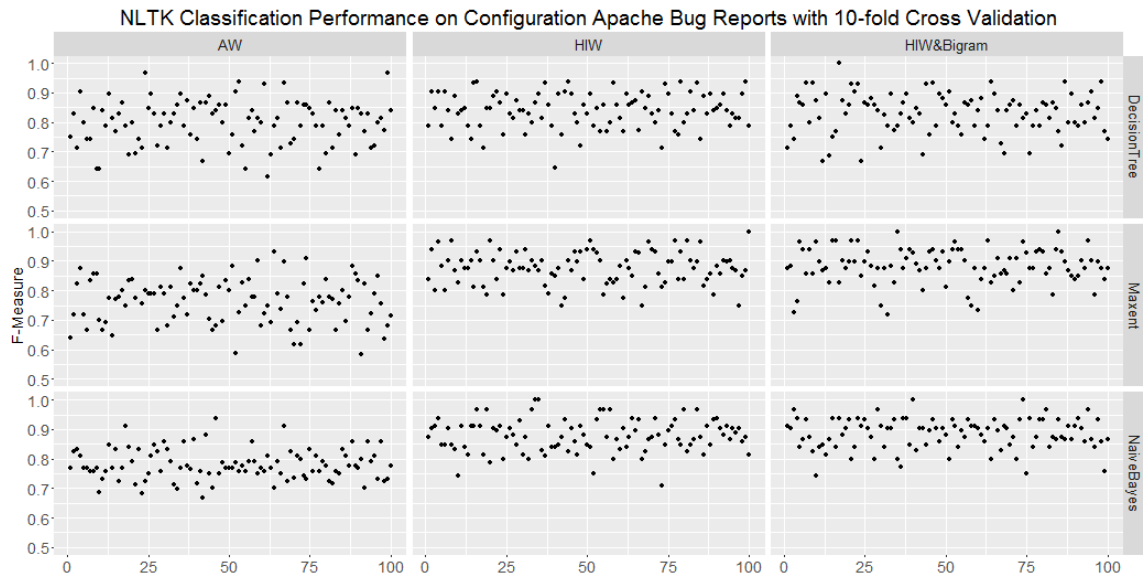 NLTK Classification Performance on Configuration Apache Bug Reports with 10-fold Cross Validation
AW
HIW
HIW&Bigram
1.0
0.9
0.8
0.7
0.6
0.5
DecisionTree
1.0
0.9
0.8
0.7
0.6
0.5
Maxent
F-Measure
1.0
0.9
0.8
0.7
0.6
0.5
NaiveBayes
0 25 50 75 100
0 25 50 75 100
0 25 50 75 100